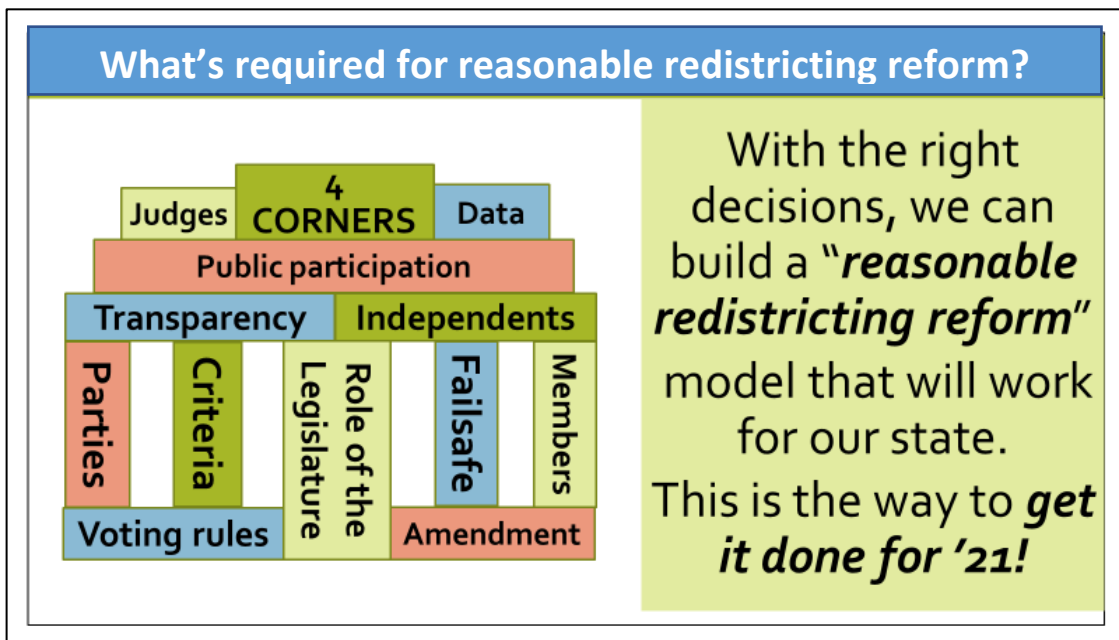 What’s required for reasonable redistricting reform?
4
CORNERS
Judges
Data
Public participation
Transparency
Independents
Parties
Criteria
Role of the
Legislature
Failsafe
Members
Voting rules
Amendment
With the right
decisions, we can
build a “reasonable
redistricting reform”
model that will work
for our state.
This is the way to get
it done for ’21!